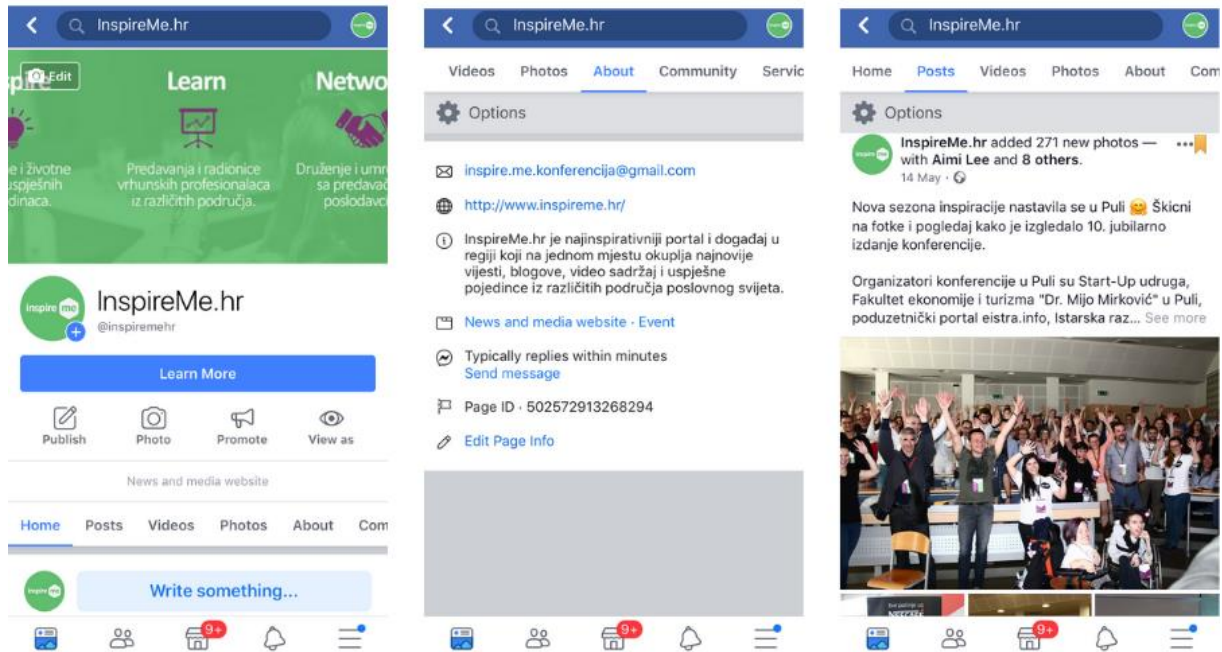 InspireMe.hr
Edit
spire
Learn
Netwo
e i životne
uspješnih
dinaca.
Predavanja i radionice
vrhunskih profesionalaca
iz različitih područja.
Druženje i umr
sa predavač
poslodavci
inspire me
InspireMe.hr
@inspiremehr
Learn More
Publish
Photo
Promote
View as
News and media website
Home Posts Videos Photos About Com
Write something...
9+
InspireMe.hr
Videos Photos About Community Servic
Options
inspire.me.konferencija@gmail.com
http://www.inspireme.hr/
InspireMe.hr je najinspirativniji portal i događaj u
regiji koji na jednom mjestu okuplja najnovije
vijesti, blogove, video sadržaj i uspješne
pojedince iz različitih područja poslovnog svijeta.
News and media website · Event
Typically replies within minutes
Send message
Page ID · 502572913268294
Edit Page Info
9+
InspireMe.hr
Home Posts Videos Photos About Com
Options
InspireMe.hr added 271 new photos —
with Aimi Lee and 8 others.
14 May ·
Nova sezona inspiracije nastavila se u Puli 🤗 Škicni
na fotke i pogledaj kako je izgledalo 10. jubilarno
izdanje konferencije.
Organizatori konferencije u Puli su Start-Up udruga,
Fakultet ekonomije i turizma "Dr. Mijo Mirković" u Puli,
poduzetnički portal eistra.info, Istarska raz... See more
9+